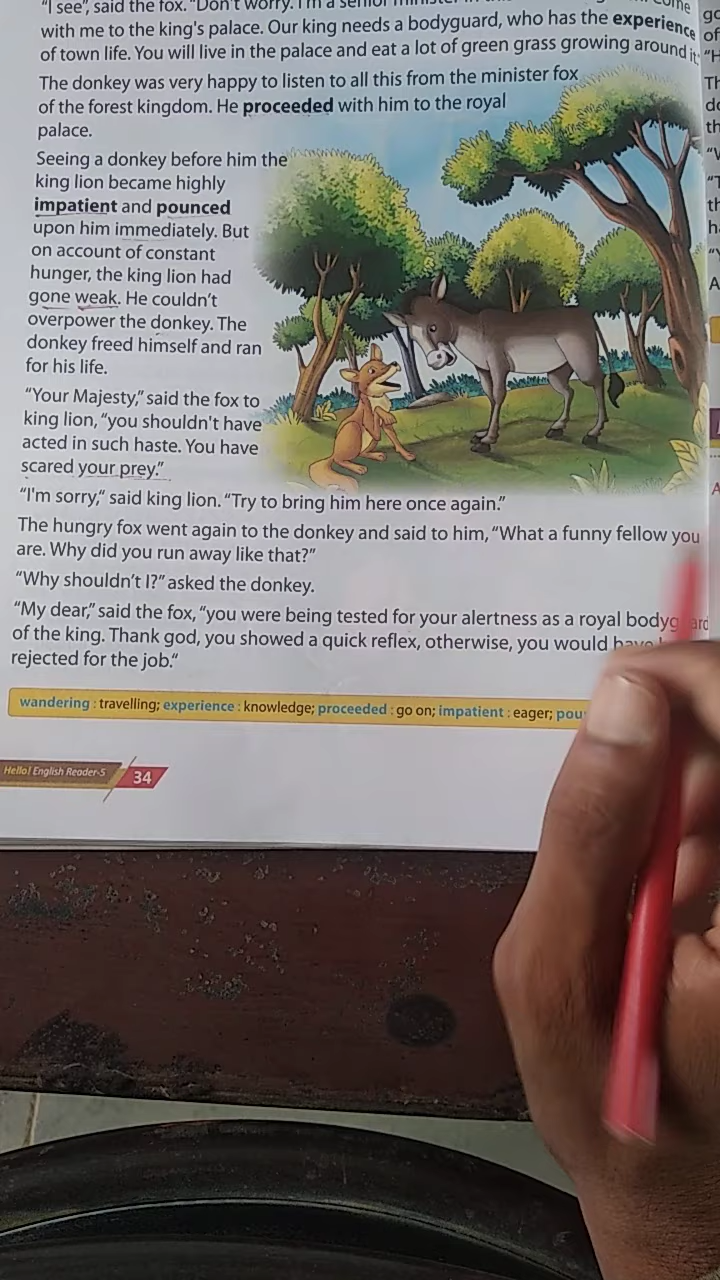 "I see", said the fox. "Don't worry. I'm a senior
with me to the king's palace. Our king needs a bodyguard, who has the experience
of town life. You will live in the palace and eat a lot of green grass growing around it."
The donkey was very happy to listen to all this from the minister fox
of the forest kingdom. He proceeded with him to the royal
palace.
Seeing a donkey before him the
king lion became highly
impatient and pounced
upon him immediately. But
on account of constant
hunger, the king lion had
gone weak. He couldn't
overpower the donkey. The
donkey freed himself and ran
for his life.
"Your Majesty," said the fox to
king lion, "you shouldn't have
acted in such haste. You have
scared your prey."
"I'm sorry," said king lion. "Try to bring him here once again."
The hungry fox went again to the donkey and said to him, "What a funny fellow you
are. Why did you run away like that?"
"Why shouldn't I?" asked the donkey.
"My dear," said the fox, "you were being tested for your alertness as a royal
of the king. Thank god, you showed a quick reflex, otherwise, you would have
rejected for the job."
wandering : travelling; experience : knowledge; proceeded : go on; impatient : eager;
Hello! English Reader-5
34